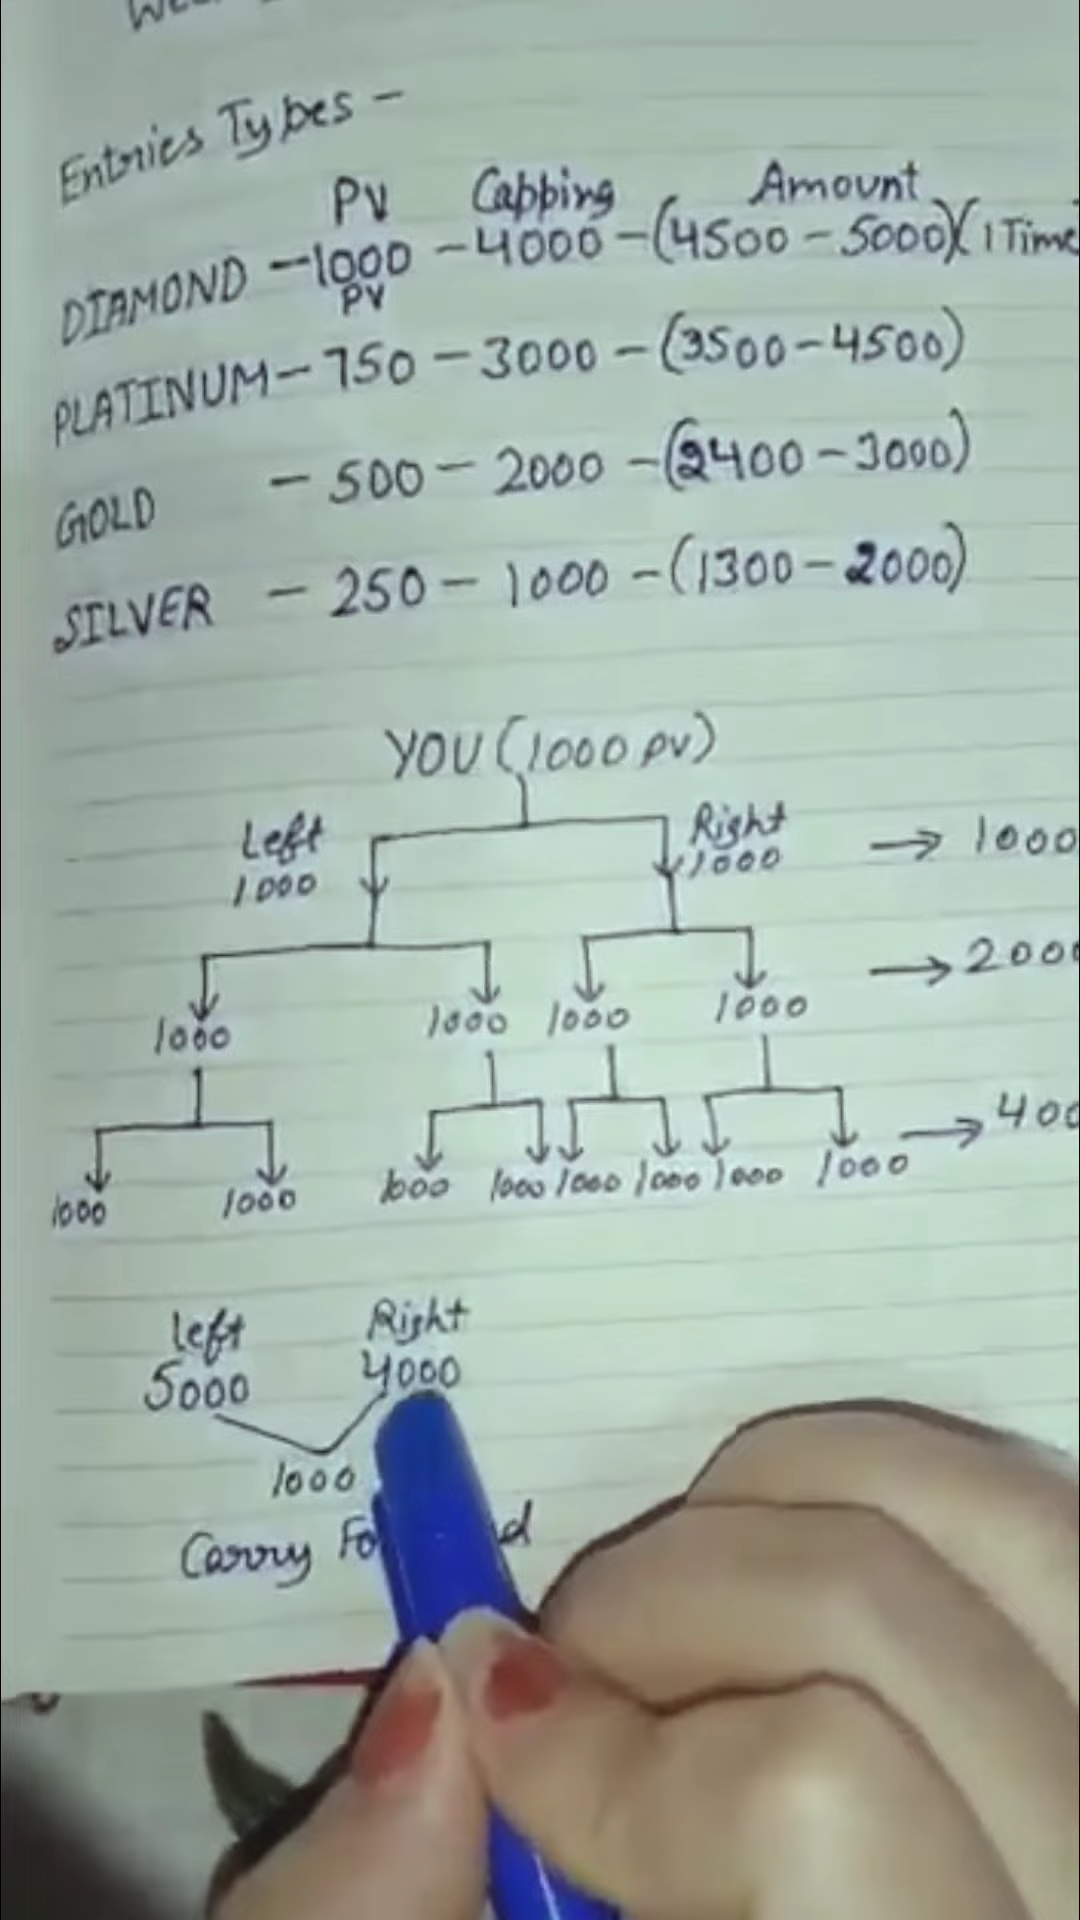 Entries Types -
PV Capping Amount
DIAMOND - 1000 - 4000 - (4500 - 5000) (1 Time
PV
PLATINUM - 750 - 3000 - (3500 - 4500)
GOLD - 500 - 2000 - (2400 - 3000)
SILVER - 250 - 1000 - (1300 - 2000)
YOU (1000 PV)
Left Right
1000 1000 → 1000
1000 1000 1000 1000 → 2000
1000 1000 1000 1000 1000 1000 1000 1000 → 400
Left Right
5000 4000
1000
Carry